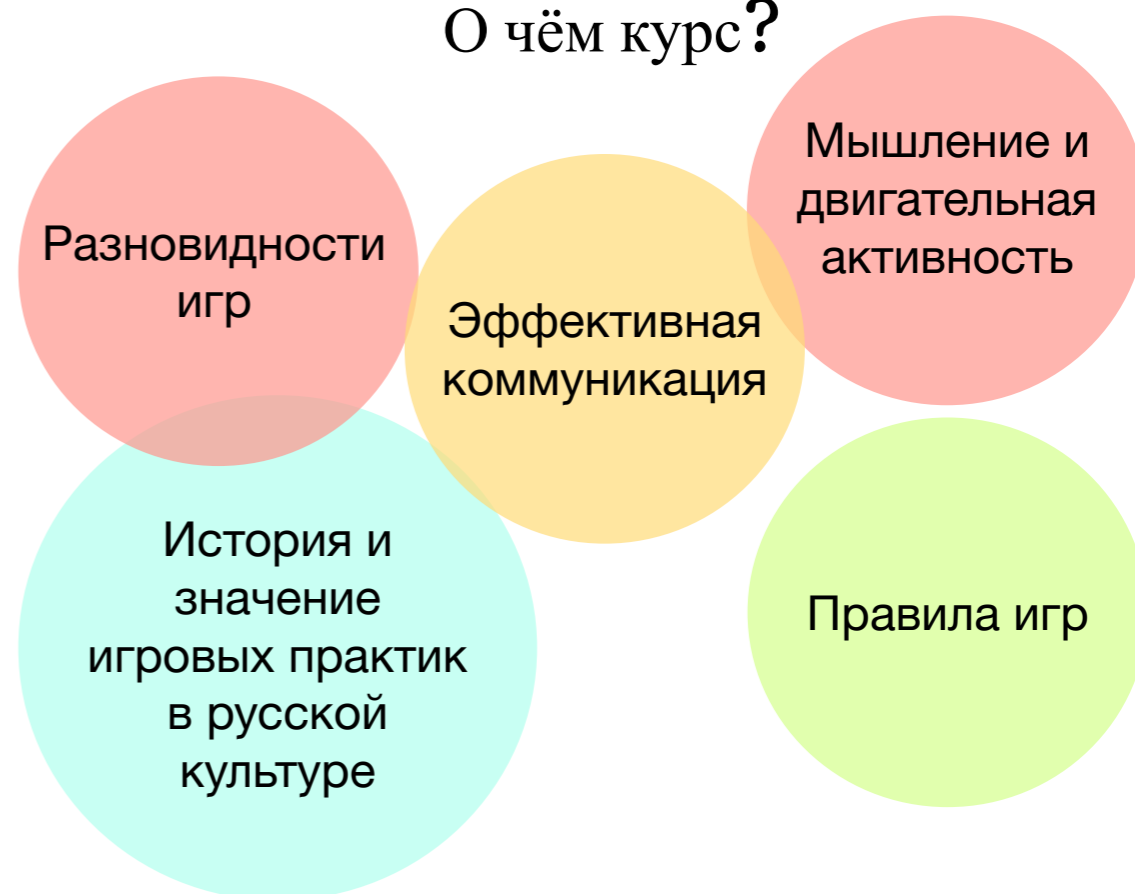 О чём курс?
Разновидности
игр
Эффективная
коммуникация
Мышление и
двигательная
активность
История и
значение
игровых практик
в русской
культуре
Правила игр